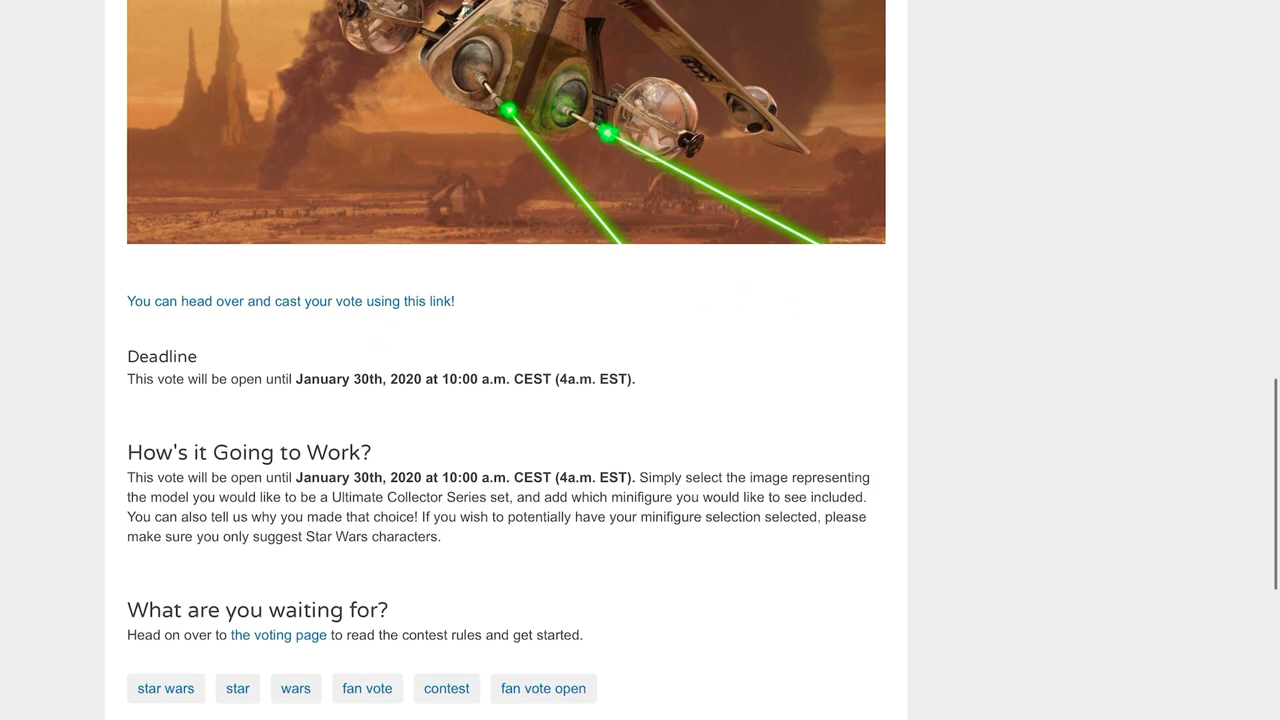 You can head over and cast your vote using this link!
Deadline
This vote will be open until January 30th, 2020 at 10:00 a.m. CEST (4a.m. EST).
How's it Going to Work?
This vote will be open until January 30th, 2020 at 10:00 a.m. CEST (4a.m. EST). Simply select the image representing
the model you would like to be a Ultimate Collector Series set, and add which minifigure you would like to see included.
You can also tell us why you made that choice! If you wish to potentially have your minifigure selection selected, please
make sure you only suggest Star Wars characters.
What are you waiting for?
Head on over to the voting page to read the contest rules and get started.
star wars star wars fan vote contest fan vote open